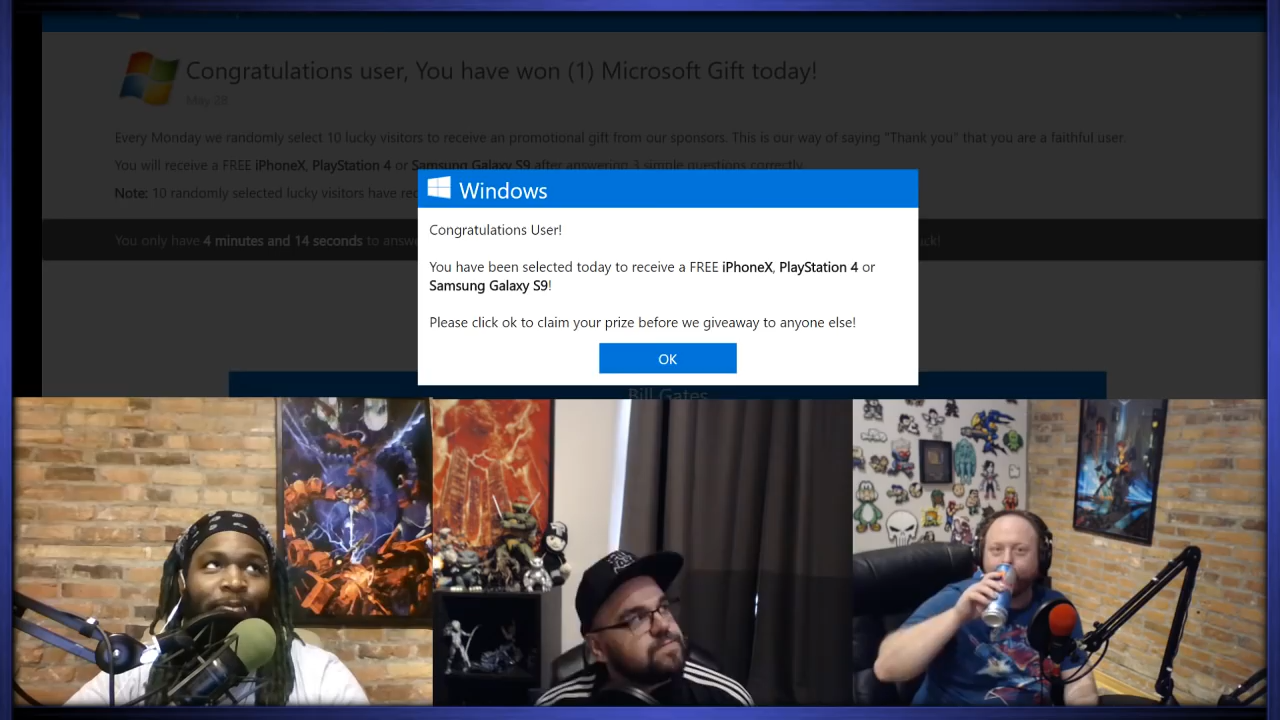 Congratulations user, You have won (1) Microsoft Gift today!
May 28
Every Monday we randomly select 10 lucky visitors to receive an promotional gift from our sponsors. This is our way of saying "Thank you" that you are a faithful user.
You will receive a FREE iPhoneX, PlayStation 4 or Samsung Galaxy S9 after answering 3 simple questions correctly.
Note: 10 randomly selected lucky visitors have
You only have 4 minutes and 14 seconds to
Windows
Congratulations User!
You have been selected today to receive a FREE iPhoneX, PlayStation 4 or
Samsung Galaxy S9!
Please click ok to claim your prize before we giveaway to anyone else!
OK
Bill Gates